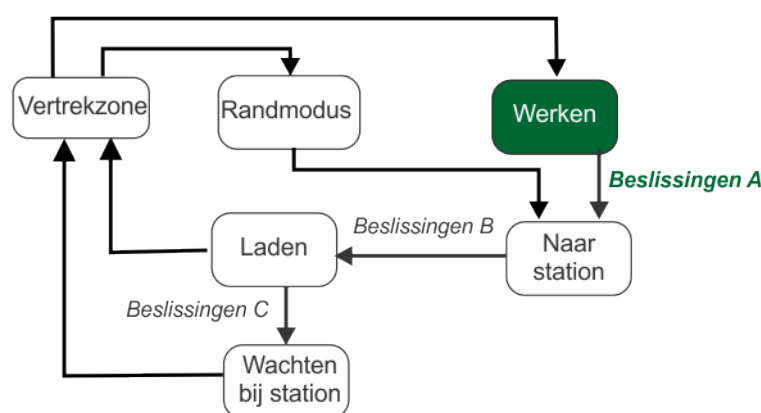 Vertrekzone
Randmodus
Werken
Beslissingen A
Beslissingen B
Naar
station
Laden
Beslissingen C
Wachten
bij station